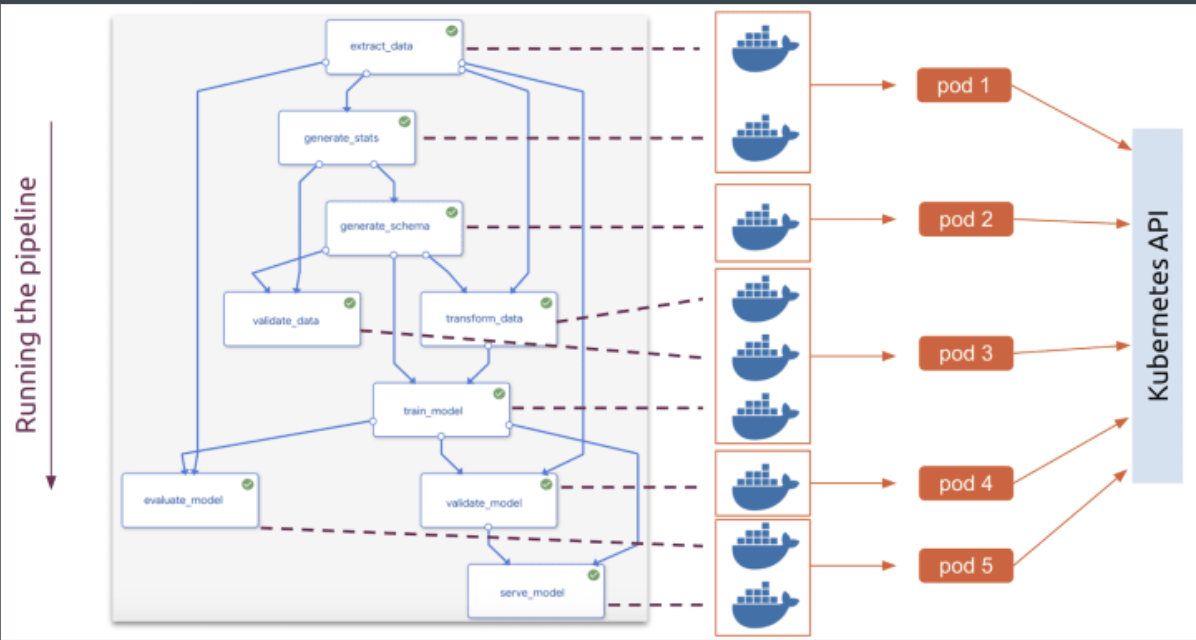 Running the pipeline
extract_data
generate_stats
generate_schema
validate_data
transform_data
train_model
evaluate_model
validate_model
serve_model
pod 1
pod 2
pod 3
pod 4
pod 5
Kubernetes API